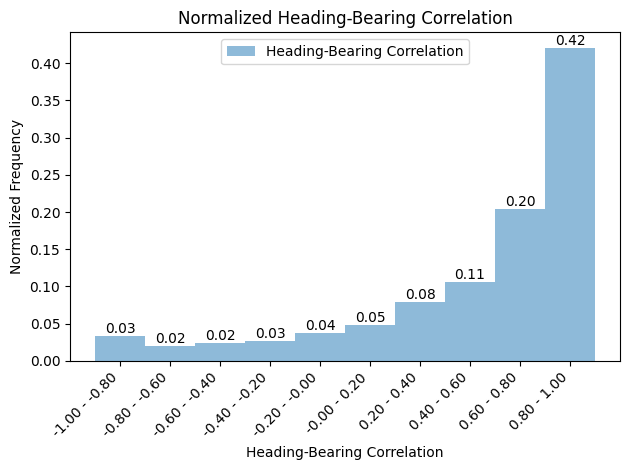 Normalized Heading-Bearing Correlation
Heading-Bearing Correlation
Normalized Frequency
0.40
0.35
0.30
0.25
0.20
0.15
0.10
0.05
0.00
0.03
0.02
0.02
0.03
0.04
0.05
0.08
0.11
0.20
0.42
-1.00 - -0.80
-0.80 - -0.60
-0.60 - -0.40
-0.40 - -0.20
-0.20 - -0.00
-0.00 - 0.20
0.20 - 0.40
0.40 - 0.60
0.60 - 0.80
0.80 - 1.00
Heading-Bearing Correlation